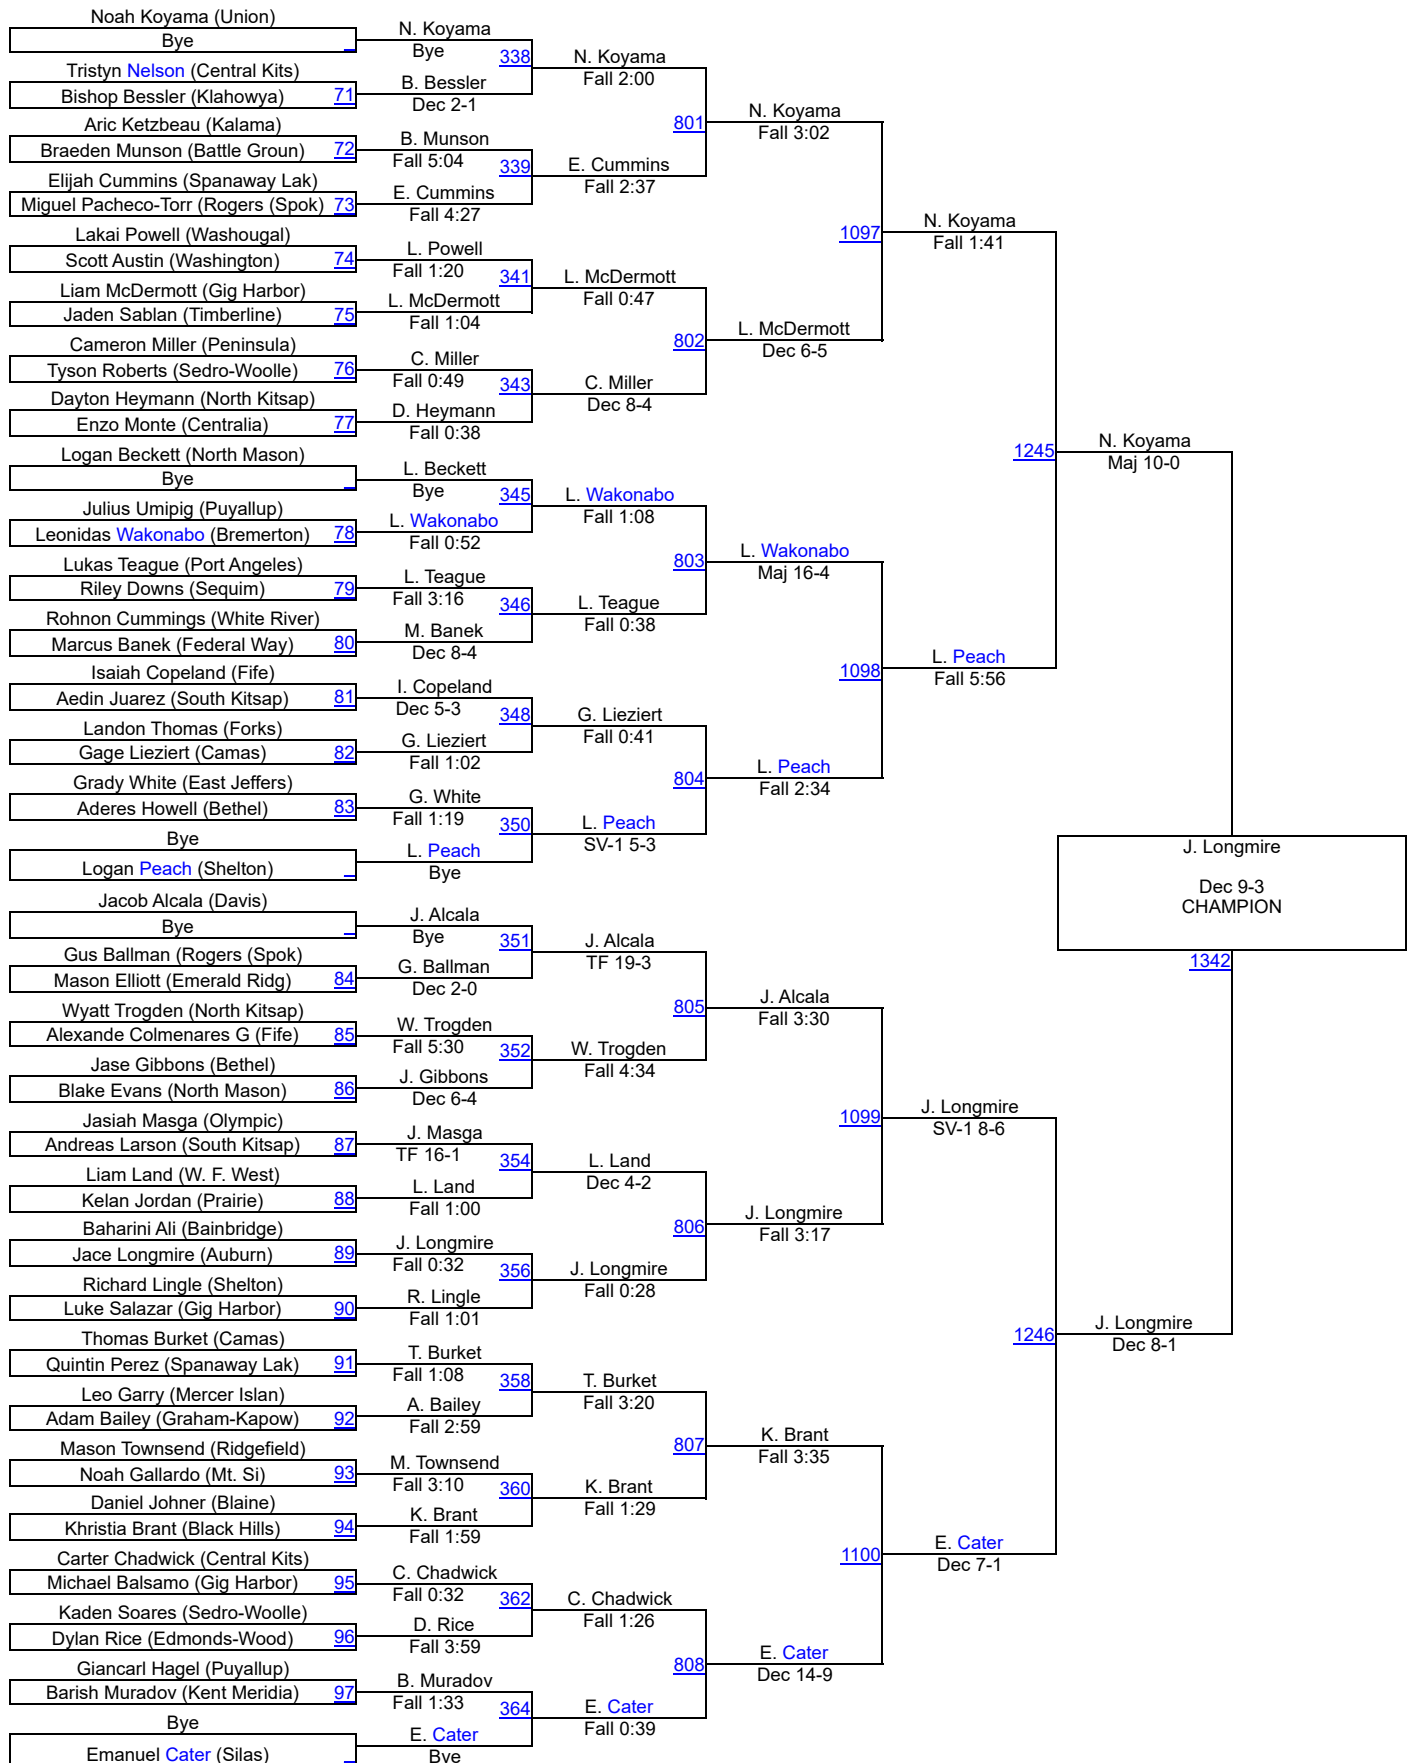 Noah Koyama (Union)
Bye
Tristyn Nelson (Central Kits)
Bishop Bessler (Klahowya) 71
Aric Ketzbeau (Kalama)
Braeden Munson (Battle Groun) 72
Elijah Cummins (Spanaway Lak)
Miguel Pacheco-Torr (Rogers (Spok) 73
Lakai Powell (Washougal)
Scott Austin (Washington) 74
Liam McDermott (Gig Harbor)
Jaden Sablan (Timberline) 75
Cameron Miller (Peninsula)
Tyson Roberts (Sedro-Woolle) 76
Dayton Heymann (North Kitsap)
Enzo Monte (Centralia) 77
Logan Beckett (North Mason)
Bye
Julius Umipig (Puyallup)
Leonidas Wakonabo (Bremerton) 78
Lukas Teague (Port Angeles)
Riley Downs (Sequim) 79
Rohnon Cummings (White River)
Marcus Banek (Federal Way) 80
Isaiah Copeland (Fife)
Aedin Juarez (South Kitsap) 81
Landon Thomas (Forks)
Gage Lieziert (Camas) 82
Grady White (East Jeffers)
Aderes Howell (Bethel) 83
Bye
Logan Peach (Shelton)
Jacob Alcala (Davis)
Bye
Gus Ballman (Rogers (Spok)
Mason Elliott (Emerald Ridg) 84
Wyatt Trogden (North Kitsap)
Alexande Colmenares G (Fife) 85
Jase Gibbons (Bethel)
Blake Evans (North Mason) 86
Jasiah Masga (Olympic)
Andreas Larson (South Kitsap) 87
Liam Land (W. F. West)
Kelan Jordan (Prairie) 88
Baharini Ali (Bainbridge)
Jace Longmire (Auburn) 89
Richard Lingle (Shelton)
Luke Salazar (Gig Harbor) 90
Thomas Burket (Camas)
Quintin Perez (Spanaway Lak) 91
Leo Garry (Mercer Islan)
Adam Bailey (Graham-Kapow) 92
Mason Townsend (Ridgefield)
Noah Gallardo (Mt. Si) 93
Daniel Johner (Blaine)
Khristia Brant (Black Hills) 94
Carter Chadwick (Central Kits)
Michael Balsamo (Gig Harbor) 95
Kaden Soares (Sedro-Woolle)
Dylan Rice (Edmonds-Wood) 96
Giancarl Hagel (Puyallup)
Barish Muradov (Kent Meridia) 97
Bye
Emanuel Cater (Silas)
N. Koyama
Bye
338
B. Bessler
Dec 2-1
B. Munson
Fall 5:04
339
E. Cummins
Fall 4:27
L. Powell
Fall 1:20
341
L. McDermott
Fall 1:04
C. Miller
Fall 0:49
343
D. Heymann
Fall 0:38
L. Beckett
Bye
345
L. Wakonabo
Fall 0:52
L. Teague
Fall 3:16
346
M. Banek
Dec 8-4
I. Copeland
Dec 5-3
348
G. Lieziert
Fall 1:02
G. White
Fall 1:19
350
L. Peach
Bye
J. Alcala
Bye
351
G. Ballman
Dec 2-0
W. Trogden
Fall 5:30
352
J. Gibbons
Dec 6-4
J. Masga
TF 16-1
354
L. Land
Fall 1:00
J. Longmire
Fall 0:32
356
R. Lingle
Fall 1:01
T. Burket
Fall 1:08
358
A. Bailey
Fall 2:59
M. Townsend
Fall 3:10
360
K. Brant
Fall 1:59
C. Chadwick
Fall 0:32
362
D. Rice
Fall 3:59
B. Muradov
Fall 1:33
364
E. Cater
Bye
N. Koyama
Fall 2:00
801
E. Cummins
Fall 2:37
L. McDermott
Fall 0:47
802
C. Miller
Dec 8-4
L. Wakonabo
Fall 1:08
803
L. Teague
Fall 0:38
G. Lieziert
Fall 0:41
804
L. Peach
SV-1 5-3
J. Alcala
TF 19-3
805
W. Trogden
Fall 4:34
L. Land
Dec 4-2
806
J. Longmire
Fall 0:28
T. Burket
Fall 3:20
807
K. Brant
Fall 1:29
C. Chadwick
Fall 1:26
808
E. Cater
Fall 0:39
N. Koyama
Fall 3:02
1097
L. McDermott
Dec 6-5
L. Wakonabo
Maj 16-4
1098
L. Peach
Fall 2:34
J. Alcala
Fall 3:30
1099
J. Longmire
Fall 3:17
K. Brant
Fall 3:35
1100
E. Cater
Dec 14-9
N. Koyama
Fall 1:41
1245
L. Peach
Fall 5:56
J. Longmire
SV-1 8-6
1246
E. Cater
Dec 7-1
N. Koyama
Maj 10-0
J. Longmire
Dec 8-1
J. Longmire
Dec 9-3
CHAMPION
1342